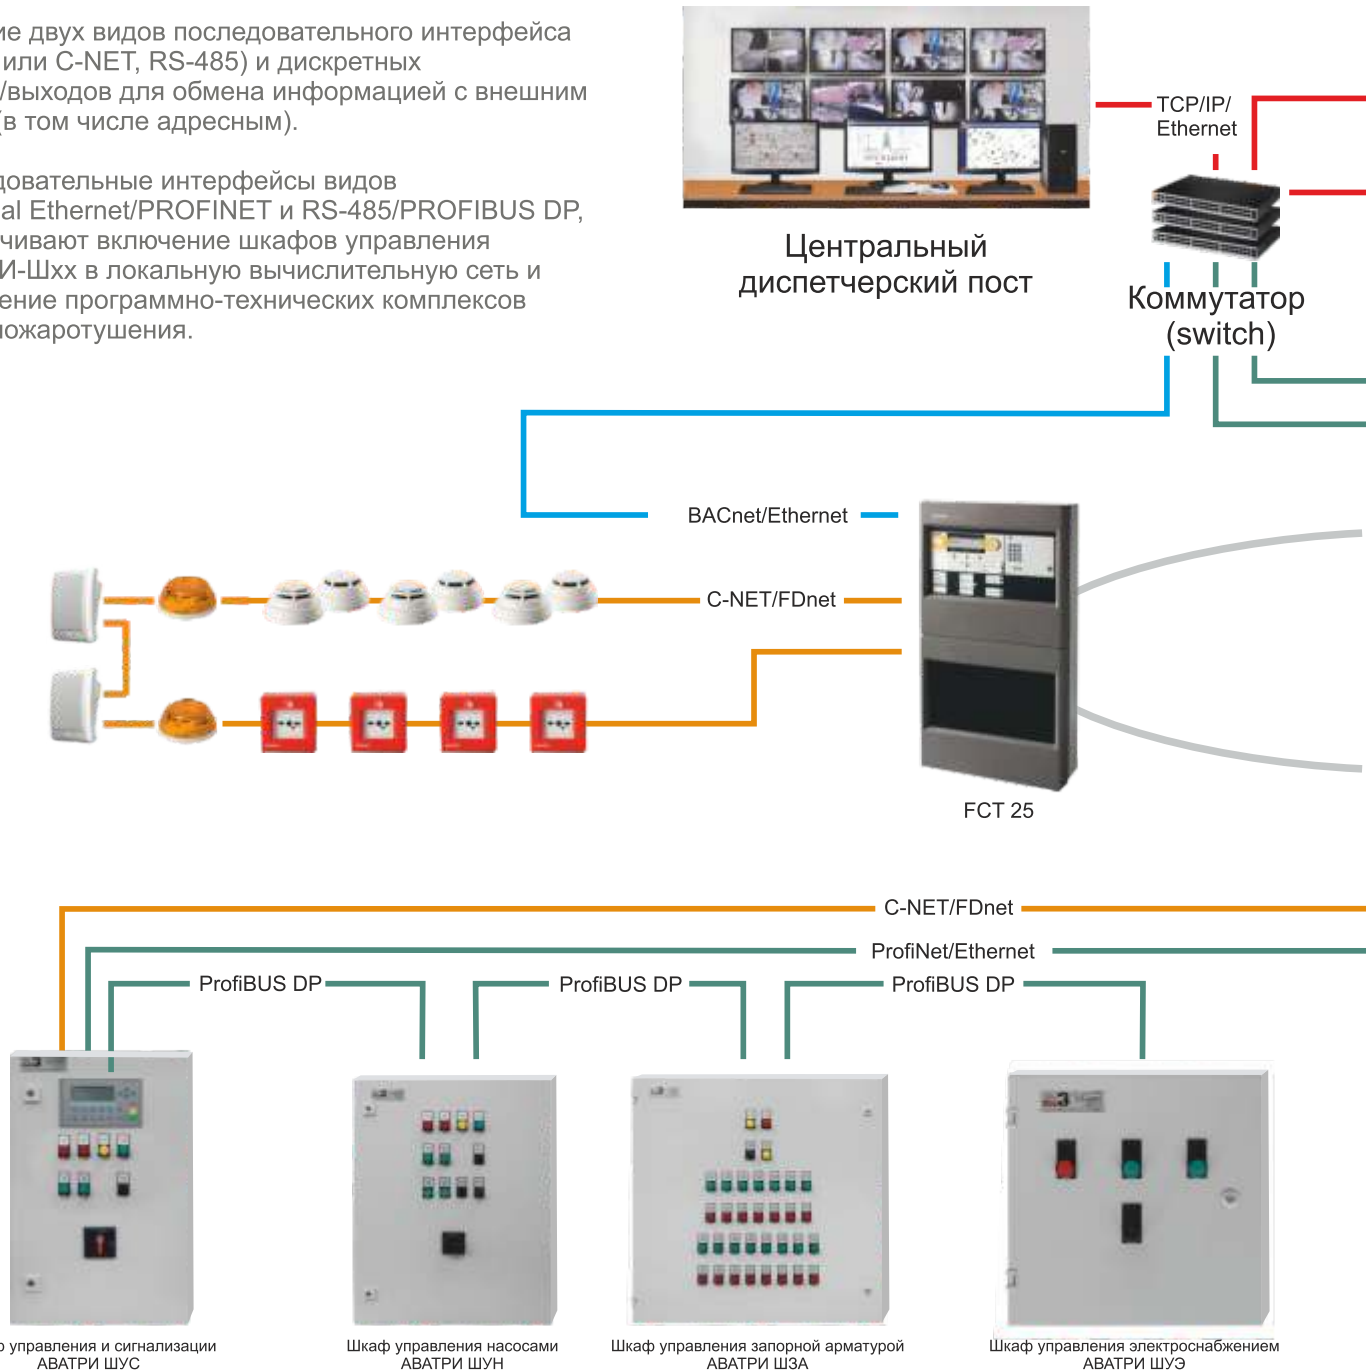 ие двух видов последовательного интерфейса
или C-NET, RS-485) и дискретных
/выходов для обмена информацией с внешним
(в том числе адресным).
довательные интерфейсы видов
al Ethernet/PROFINET и RS-485/PROFIBUS DP,
чивают включение шкафов управления
И-Шхх в локальную вычислительную сеть и
ение программно-технических комплексов
пожаротушения.
TCP/IP/
Ethernet
Центральный
диспетчерский пост
Коммутатор
(switch)
BACnet/Ethernet
C-NET/FDnet
FCT 25
C-NET/FDnet
ProfiNet/Ethernet
ProfiBUS DP
ProfiBUS DP
ProfiBUS DP
ф управления и сигнализации
АВАТРИ ШУС
Шкаф управления насосами
АВАТРИ ШУН
Шкаф управления запорной арматурой
АВАТРИ ШЗА
Шкаф управления электроснабжением
АВАТРИ ШУЭ